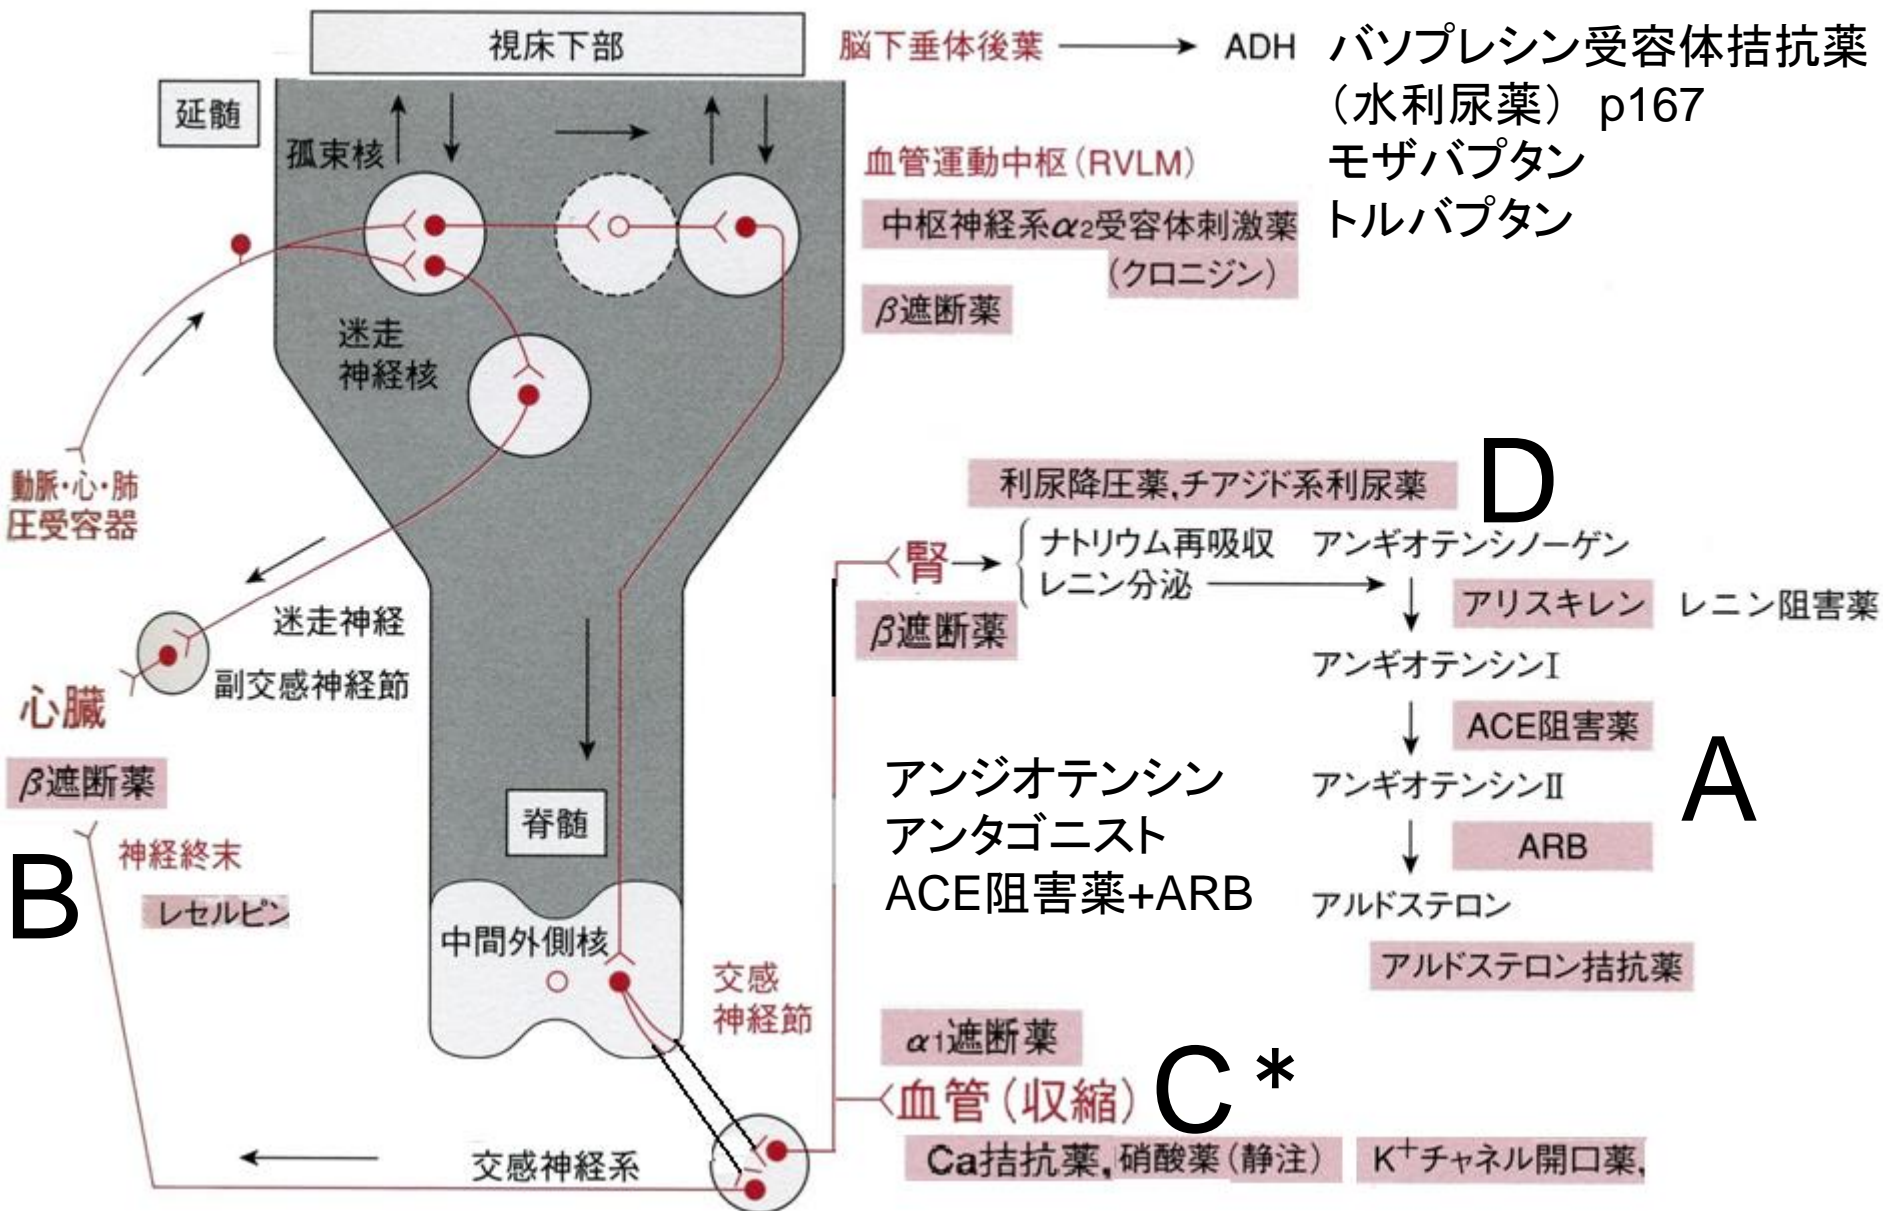 視床下部
脳下垂体後葉 → ADH
バソプレシン受容体拮抗薬
（水利尿薬） p167
モザバプタン
トルバプタン
延髄
孤束核
血管運動中枢（RVLM）
中枢神経系α2受容体刺激薬
（クロニジン）
β遮断薬
迷走
神経核
動脈・心・肺
圧受容器
迷走神経
副交感神経節
心臓
β遮断薬
B
神経終末
レセルピン
脊髄
中間外側核
交感
神経節
交感神経系
利尿降圧薬,チアジド系利尿薬
D
腎
β遮断薬
ナトリウム再吸収
レニン分泌
アンギオテンシノーゲン
アリスキレン
レニン阻害薬
アンギオテンシンⅠ
ACE阻害薬
A
アンギオテンシンⅡ
ARB
アルドステロン
アルドステロン拮抗薬
アンジオテンシン
アンタゴニスト
ACE阻害薬+ARB
α1遮断薬
血管（収縮）
C*
Ca拮抗薬,硝酸薬（静注）
K+チャネル開口薬,